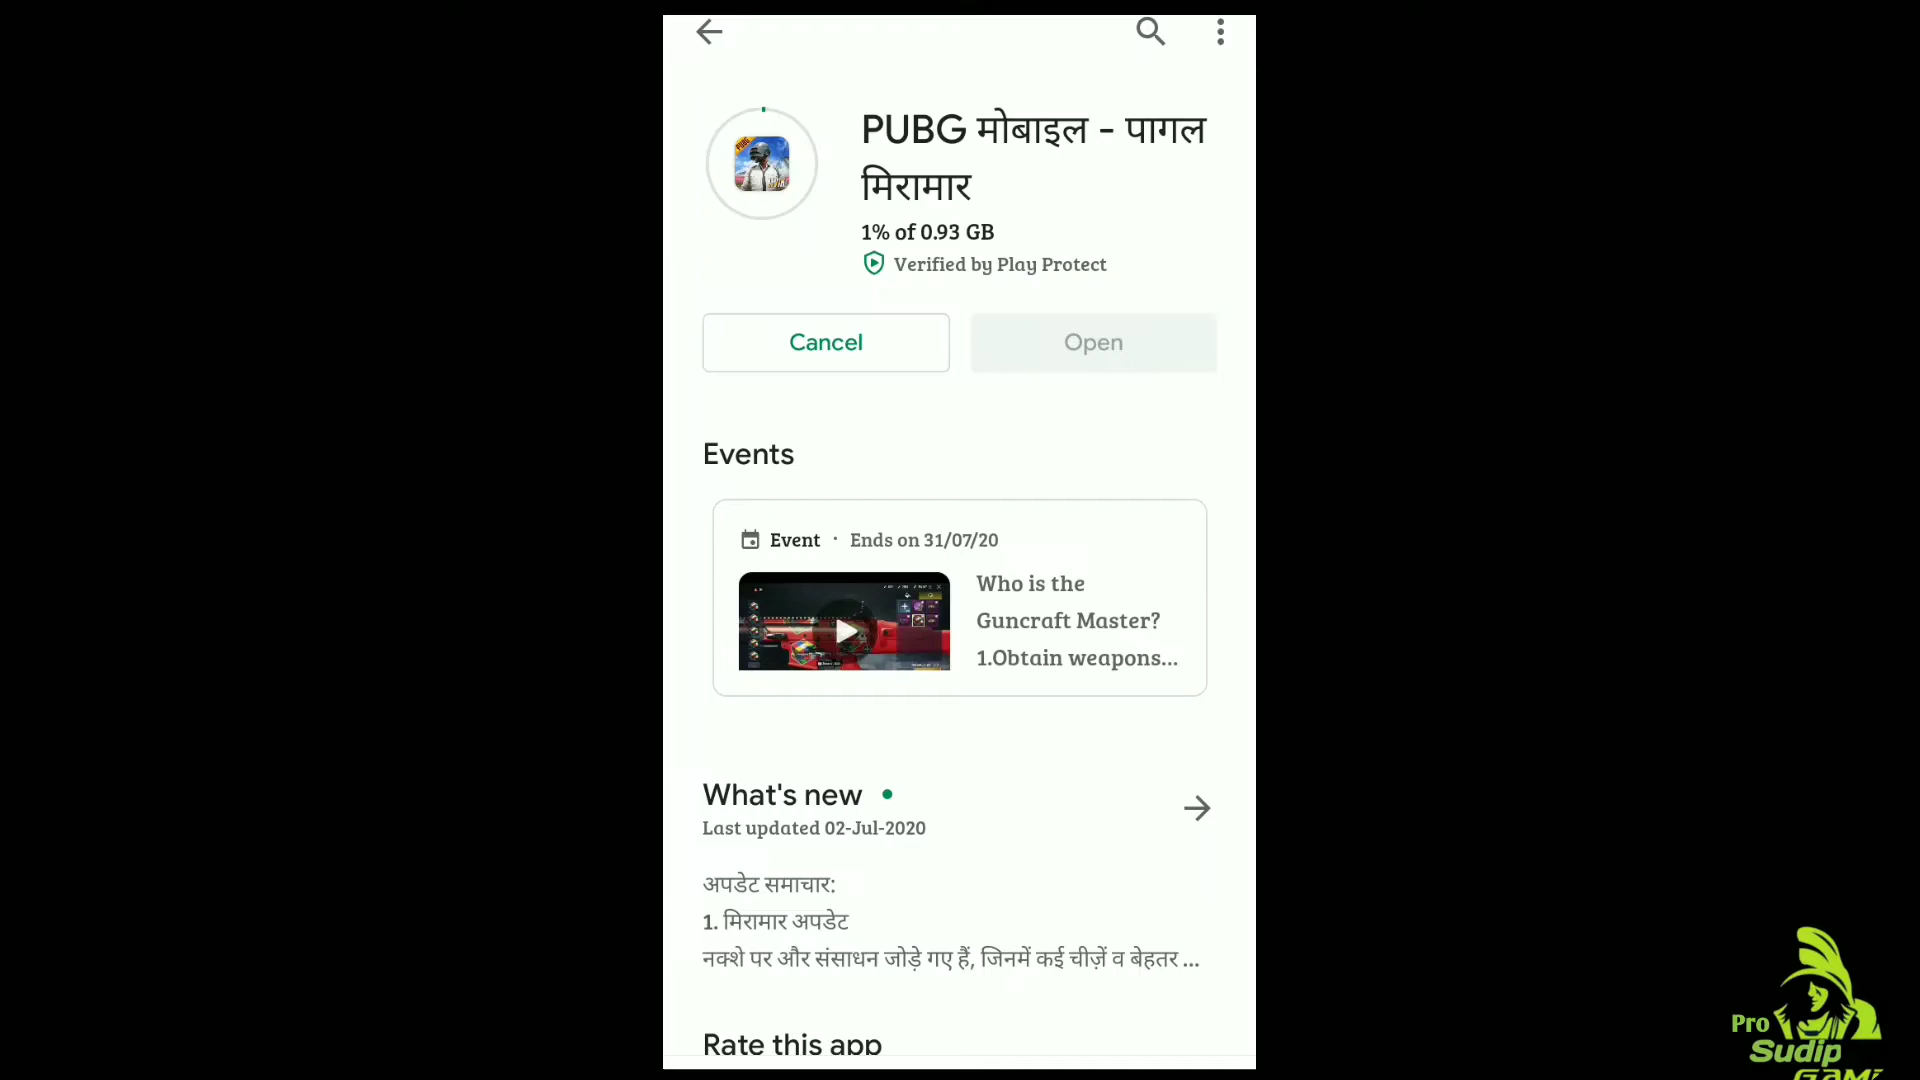 PUBG मोबाइल - पागल
मिरामार
1% of 0.93 GB
Verified by Play Protect
Cancel
Open
Events
Event · Ends on 31/07/20
Who is the
Guncraft Master?
1.Obtain weapons...
What's new
Last updated 02-Jul-2020
अपडेट समाचार:
1. मिरामार अपडेट
नक्शे पर और संसाधन जोड़े गए हैं, जिनमें कई चीज़ें व बेहतर ...
Rate this app
Pro
Sudip